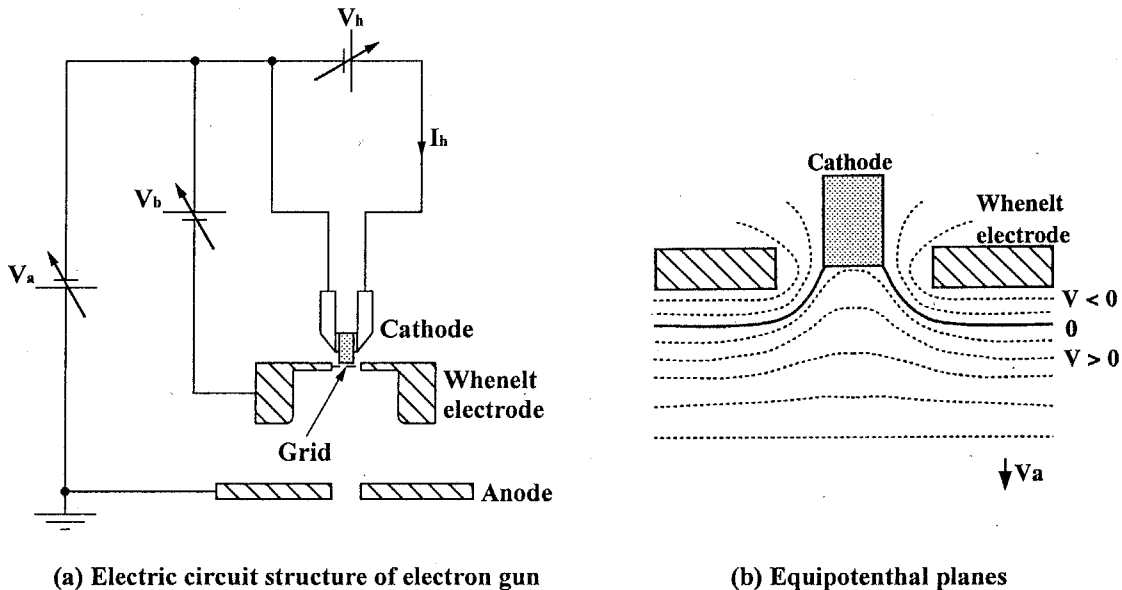 Vh
Ih
Vb
Va
Cathode
Whenelt
electrode
Grid
Anode
(a) Electric circuit structure of electron gun
Cathode
Whenelt
electrode
V < 0
0
V > 0
Va
(b) Equipotenthal planes